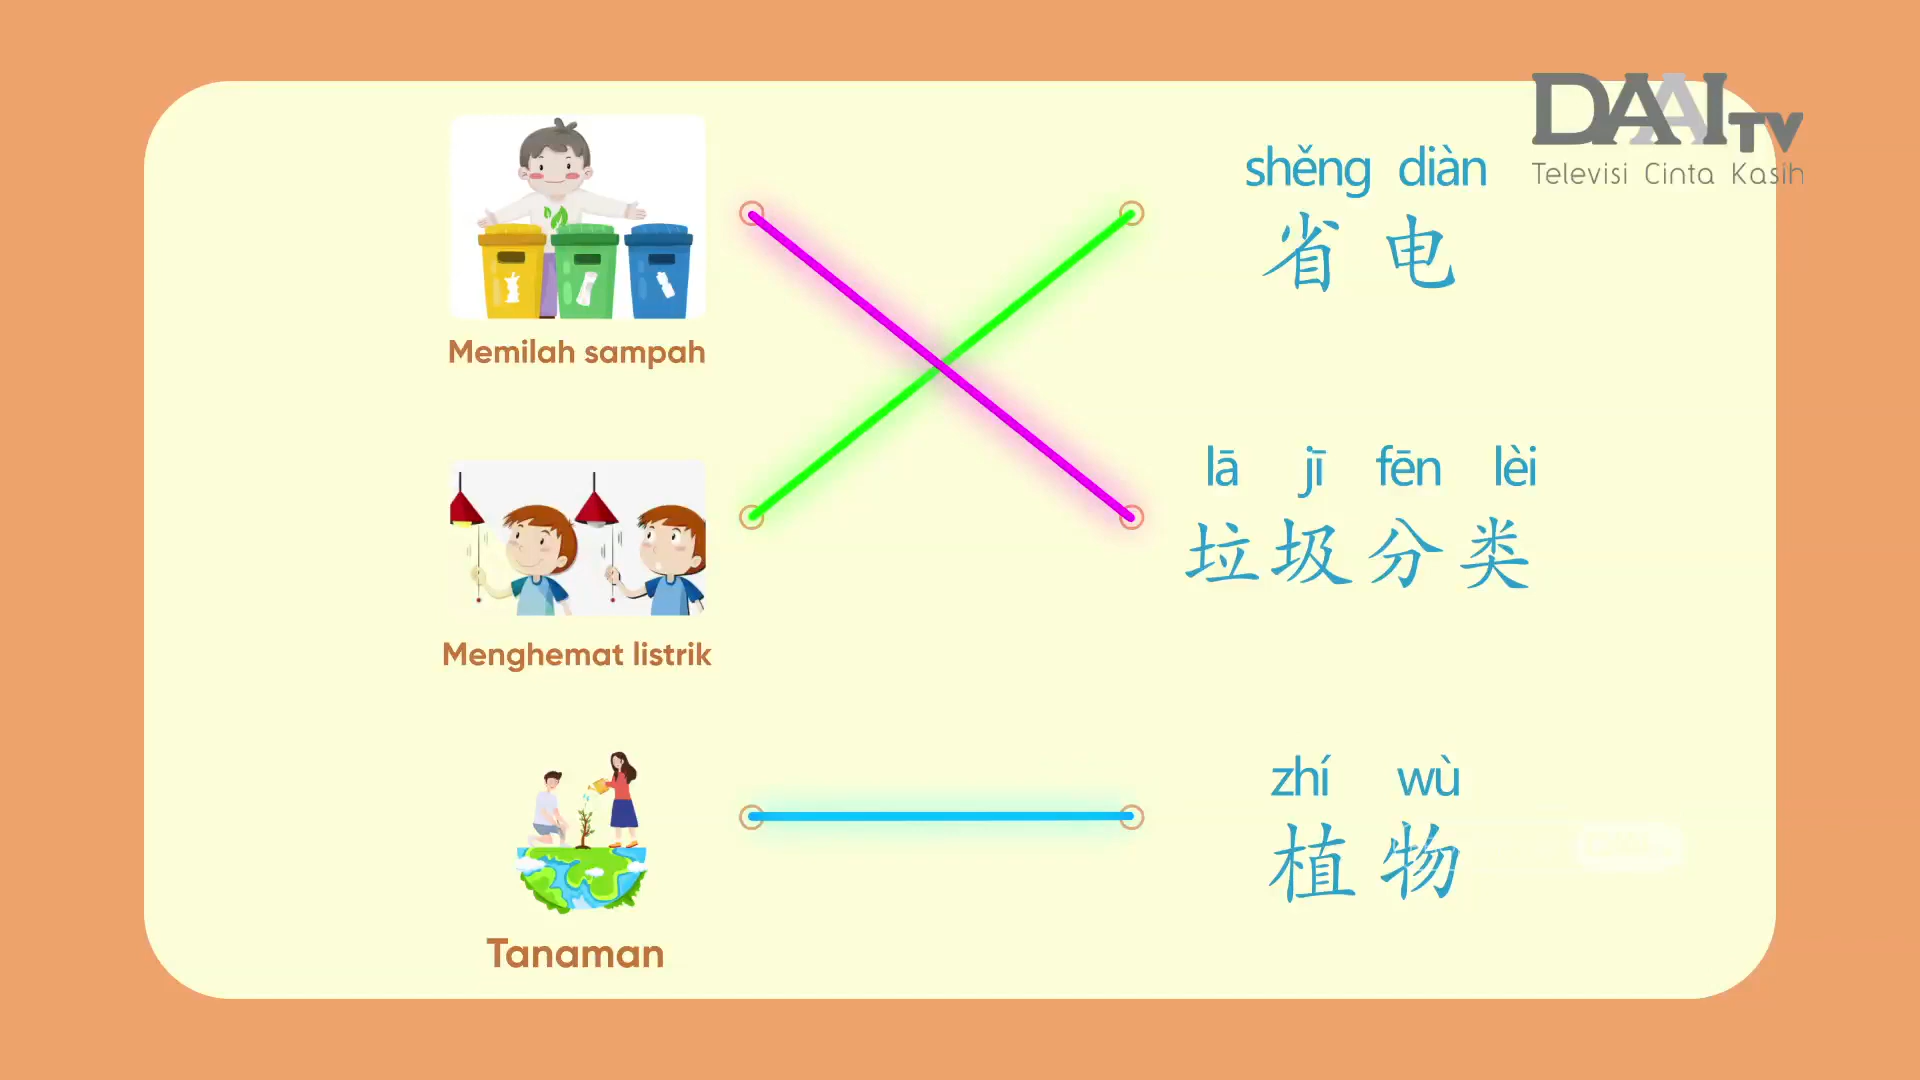 DAAI TV
Televisi Cinta Kasih
Memilah sampah
Menghemat listrik
Tanaman
shěng diàn
省电
lā jī fēn lèi
垃圾分类
zhí wù
植物